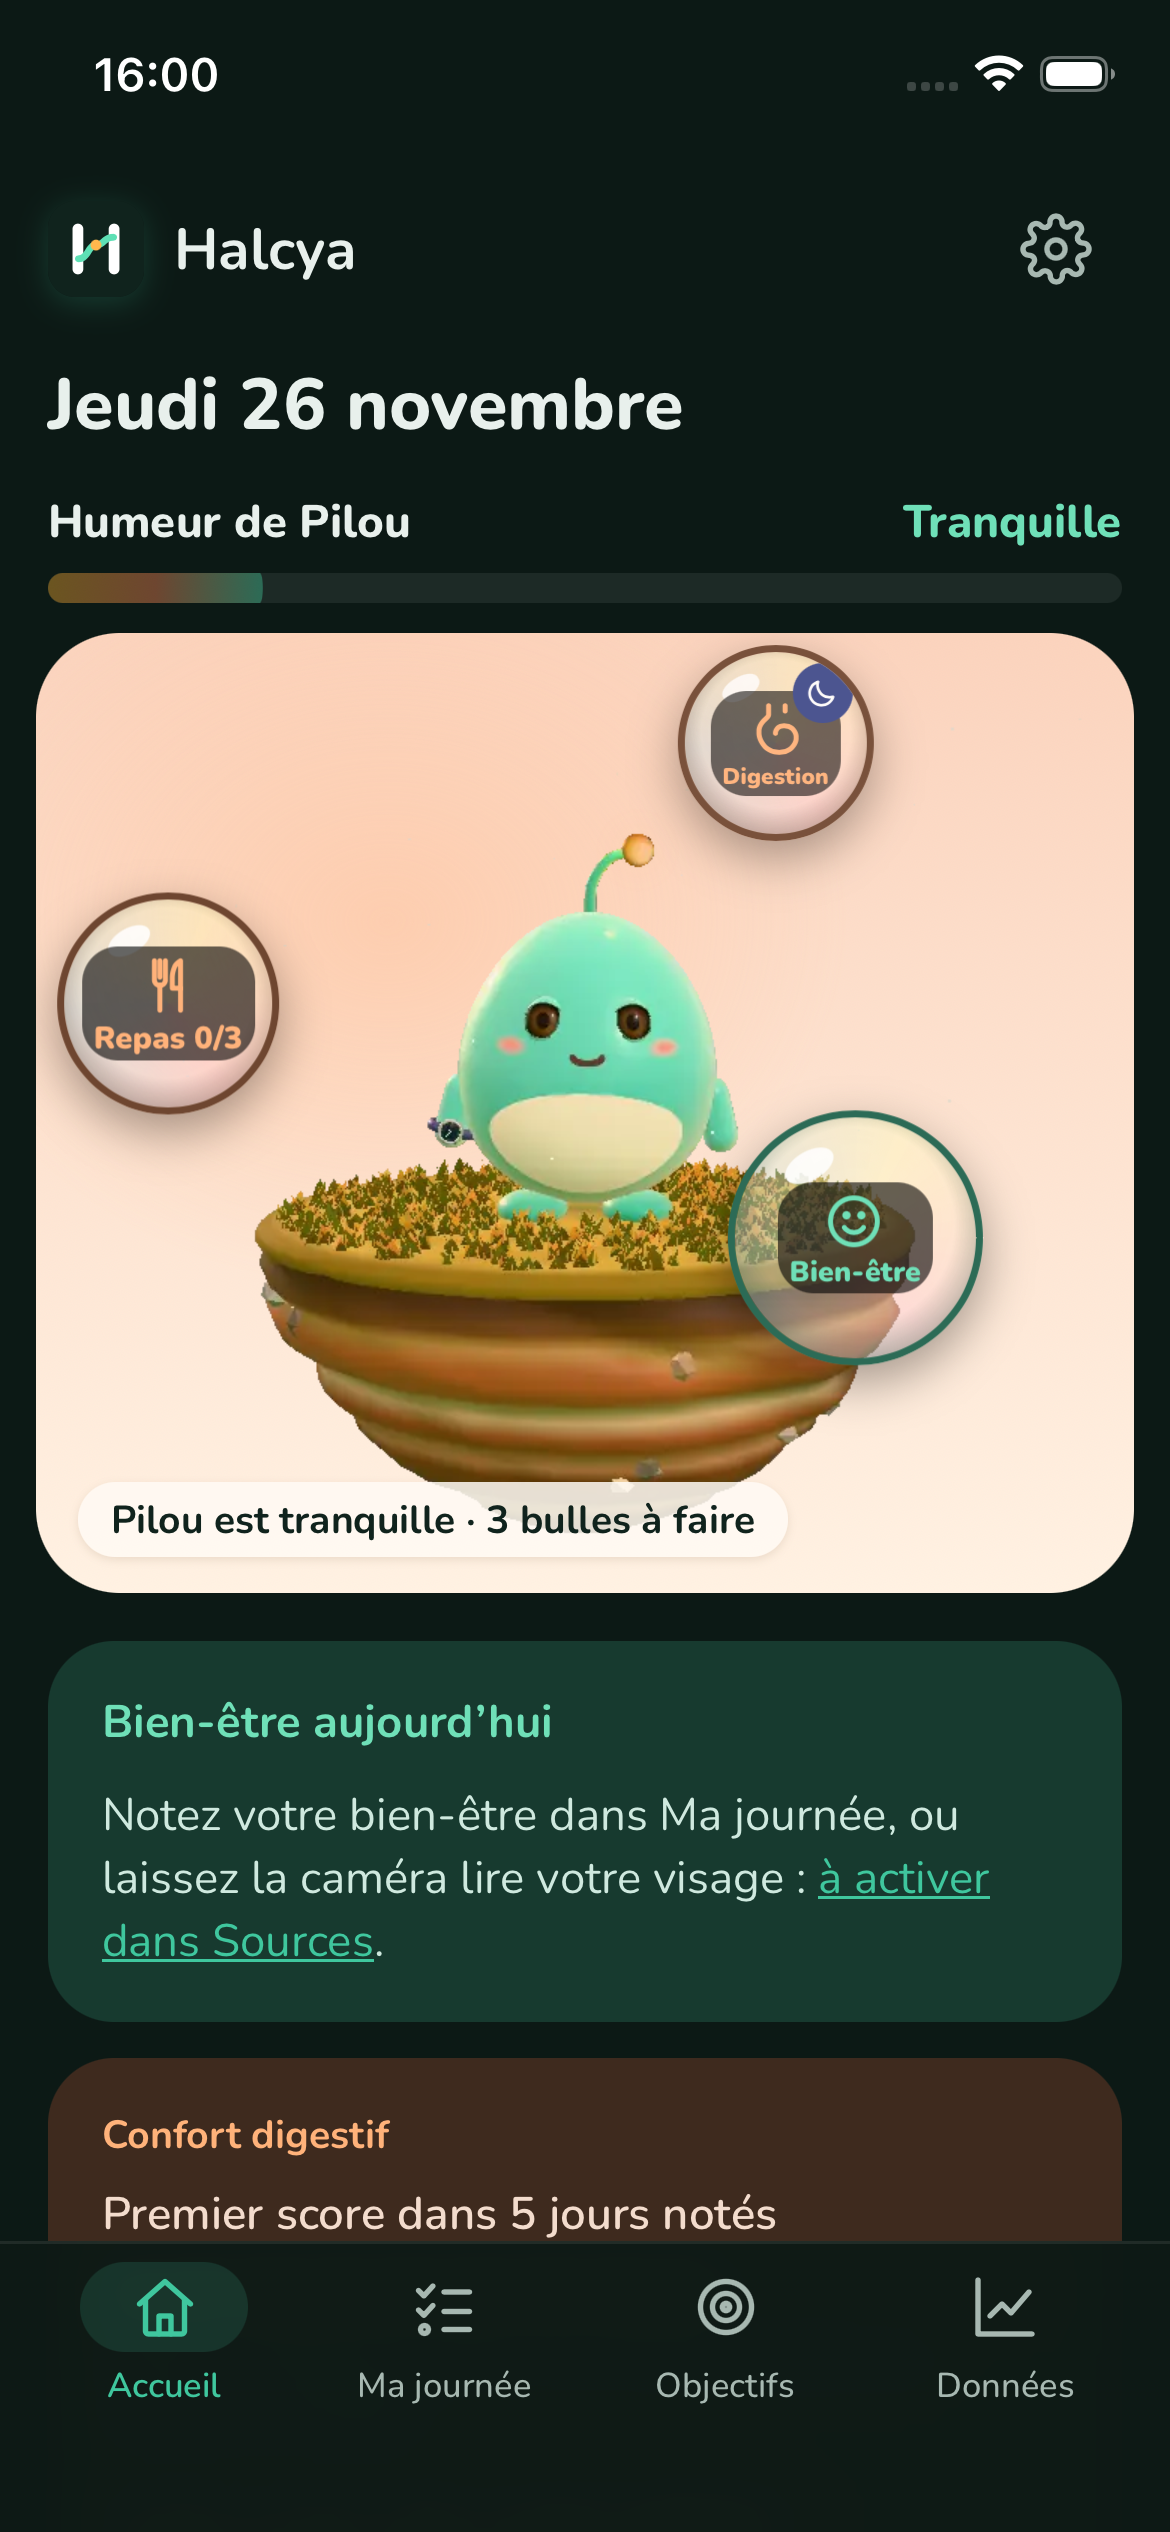 16:00
Halcya
Jeudi 26 novembre
Humeur de Pilou
Tranquille
Digestion
Repas 0/3
Bien-être
Pilou est tranquille · 3 bulles à faire
Bien-être aujourd’hui
Notez votre bien-être dans Ma journée, ou
laissez la caméra lire votre visage : à activer
dans Sources.
Confort digestif
Premier score dans 5 jours notés
Accueil
Ma journée
Objectifs
Données